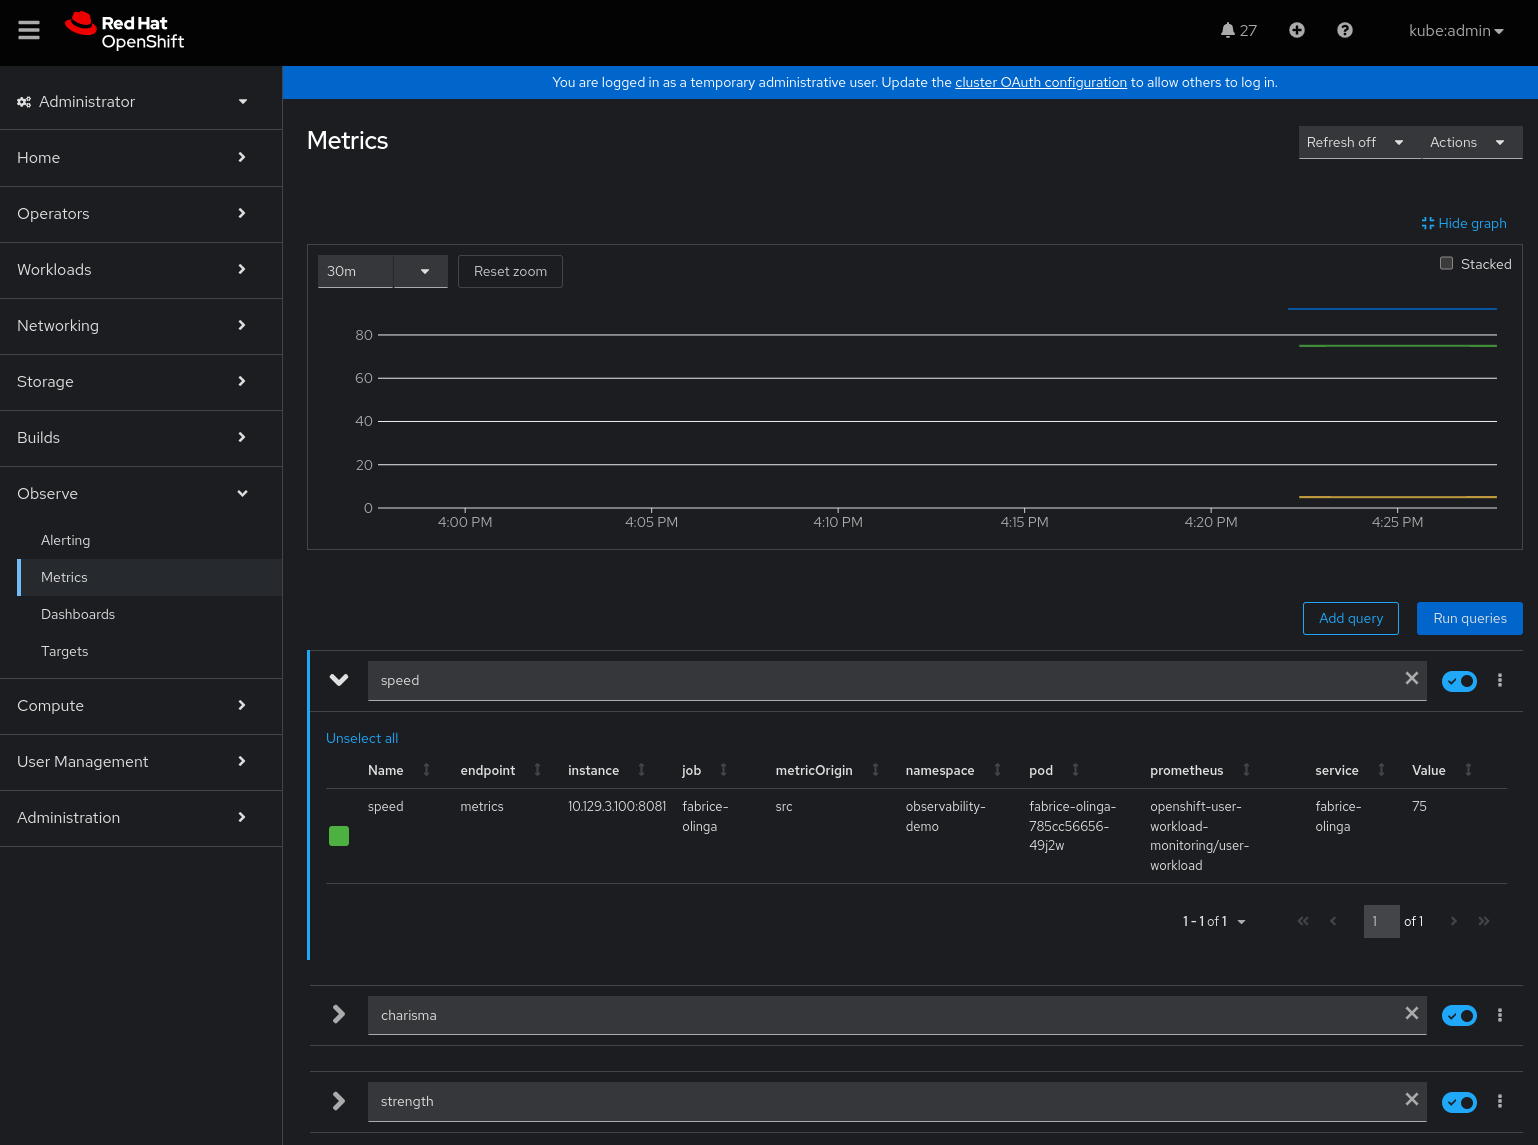 Red Hat
OpenShift
27
kube:admin
Administrator
You are logged in as a temporary administrative user. Update the cluster OAuth configuration to allow others to log in.
Home
Operators
Workloads
Networking
Storage
Builds
Observe
Alerting
Metrics
Dashboards
Targets
Compute
User Management
Administration
Metrics
Refresh off
Actions
Hide graph
30m
Reset zoom
Stacked
80
60
40
20
0
4:00 PM 4:05 PM 4:10 PM 4:15 PM 4:20 PM 4:25 PM
Add query
Run queries
speed
Unselect all
Name endpoint instance job metricOrigin namespace pod prometheus service Value
speed metrics 10.129.3.100:8081 fabrice- src observability- fabrice-olinga- openshift-user- fabrice- 75
olinga demo 785cc56656- workload- olinga
49j2w monitoring/user-
workload
1 - 1 of 1
1 of 1
charisma
strength